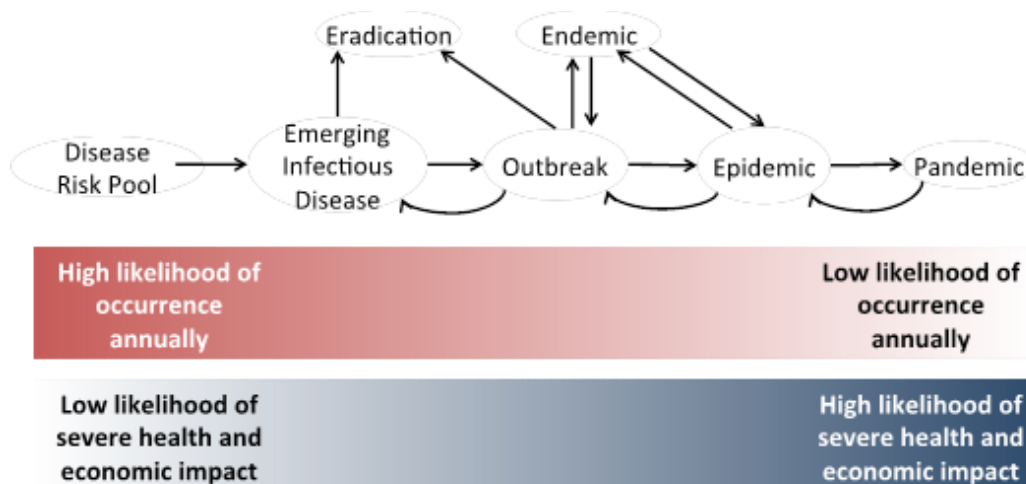 Eradication
Endemic
Disease
Risk Pool
Emerging
Infectious
Disease
Outbreak
Epidemic
Pandemic
High likelihood of
occurrence
annually
Low likelihood of
occurrence
annually
Low likelihood of
severe health and
economic impact
High likelihood of
severe health and
economic impact